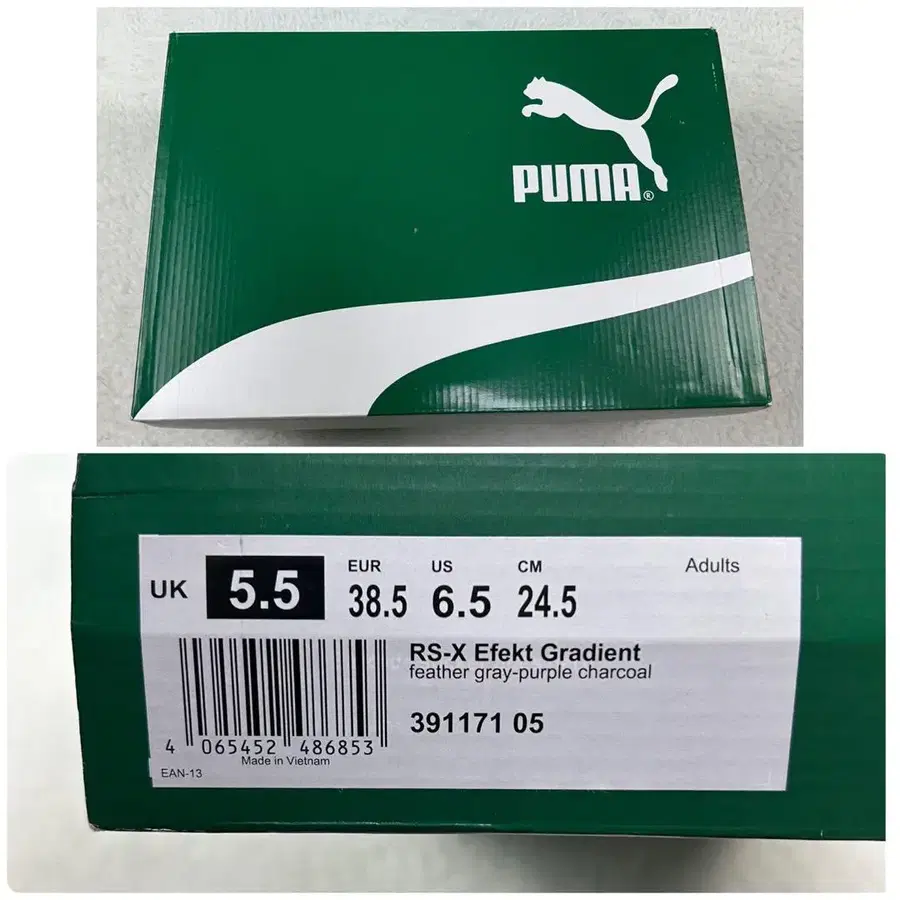 PUMA®
UK 5.5 EUR 38.5 US 6.5 CM 24.5 Adults
RS-X Efekt Gradient
feather gray-purple charcoal
391171 05
4 065452 486853
Made in Vietnam
EAN-13